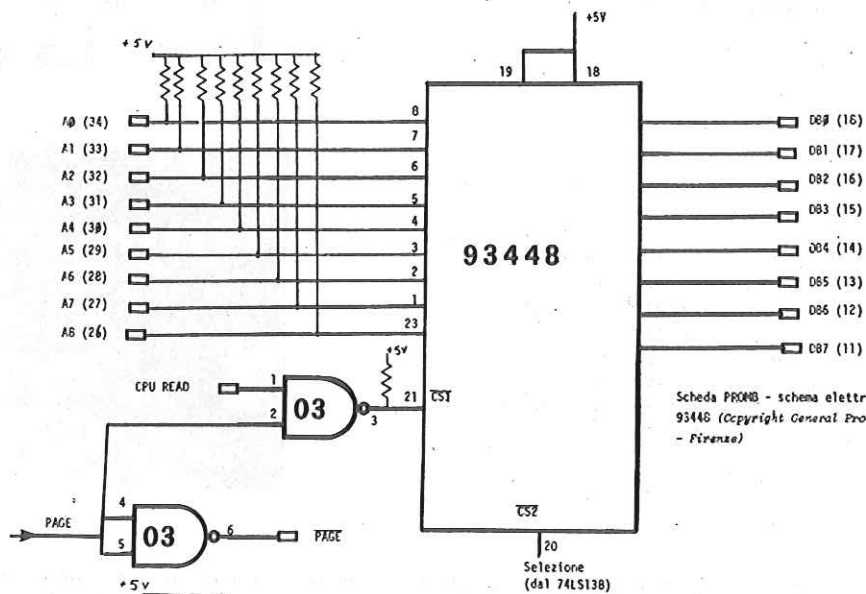 +5V
+5V
19
18
A0 (34)
8
DB0 (18)
A1 (33)
7
DB1 (17)
A2 (32)
6
DB2 (16)
A3 (31)
5
DB3 (15)
A4 (30)
4
DB4 (14)
A5 (29)
3
93448
DB5 (13)
A6 (28)
2
DB6 (12)
A7 (27)
1
DB7 (11)
A8 (26)
23
+5V
CPU READ
1
03
3
21
CS1
2
Scheda PROMB - schema elettr
93448 (Copyright General Pro
- Firenze)
PAGE
4
5
03
6
PAGE
CS2
20
+5V
Selezione
(dal 74LS138)